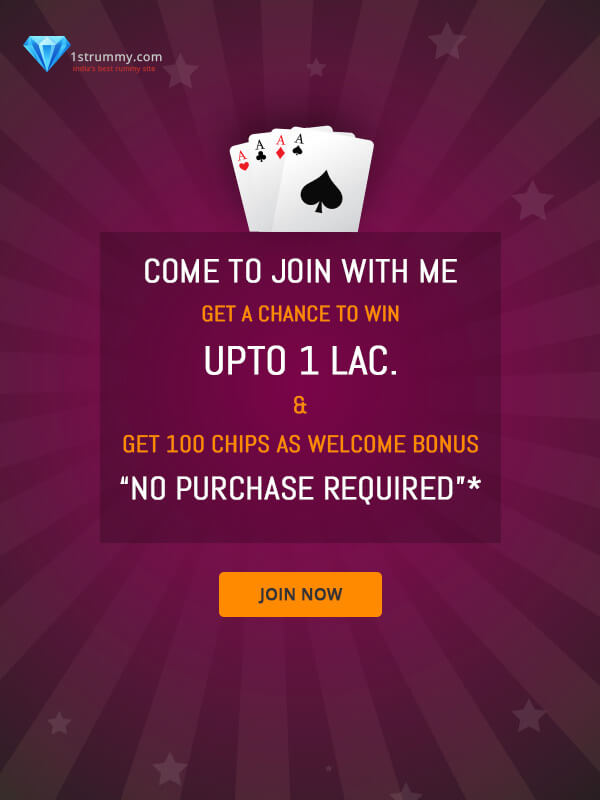 1strummy.com
india's best rummy site
A A A A
COME TO JOIN WITH ME
GET A CHANCE TO WIN
UPTO 1 LAC.
&
GET 100 CHIPS AS WELCOME BONUS
“NO PURCHASE REQUIRED”*
JOIN NOW